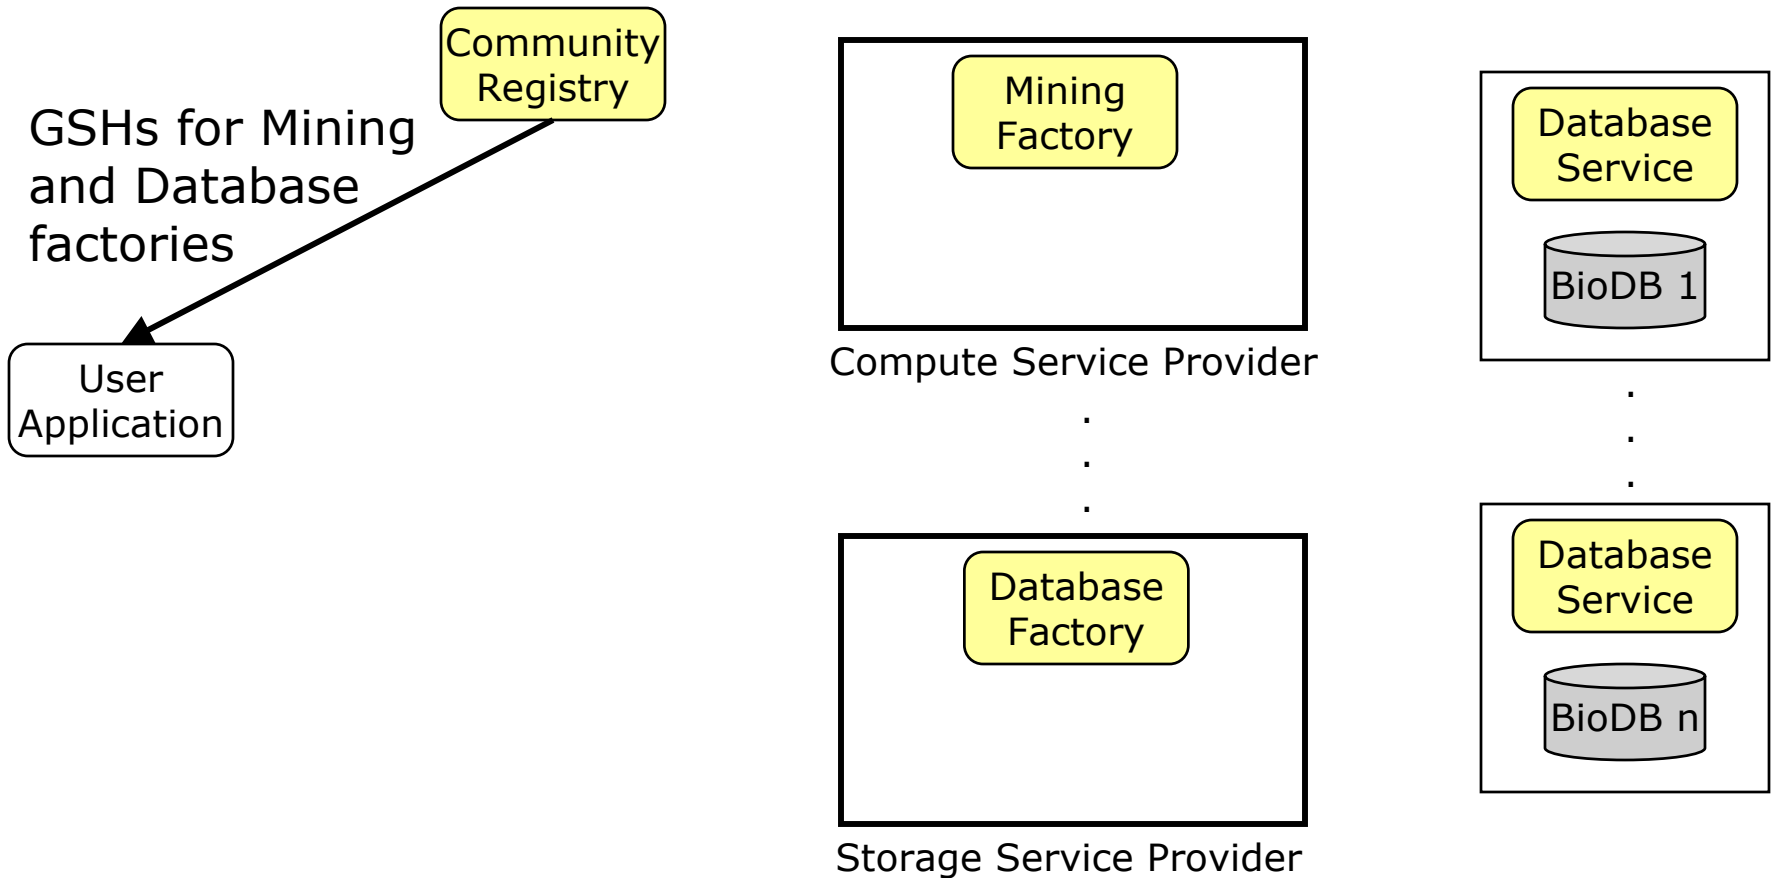 Community
Registry
GSHs for Mining
and Database
factories
User
Application
Mining
Factory
Compute Service Provider
.
.
.
Database
Factory
Storage Service Provider
Database
Service
BioDB 1
.
.
.
Database
Service
BioDB n